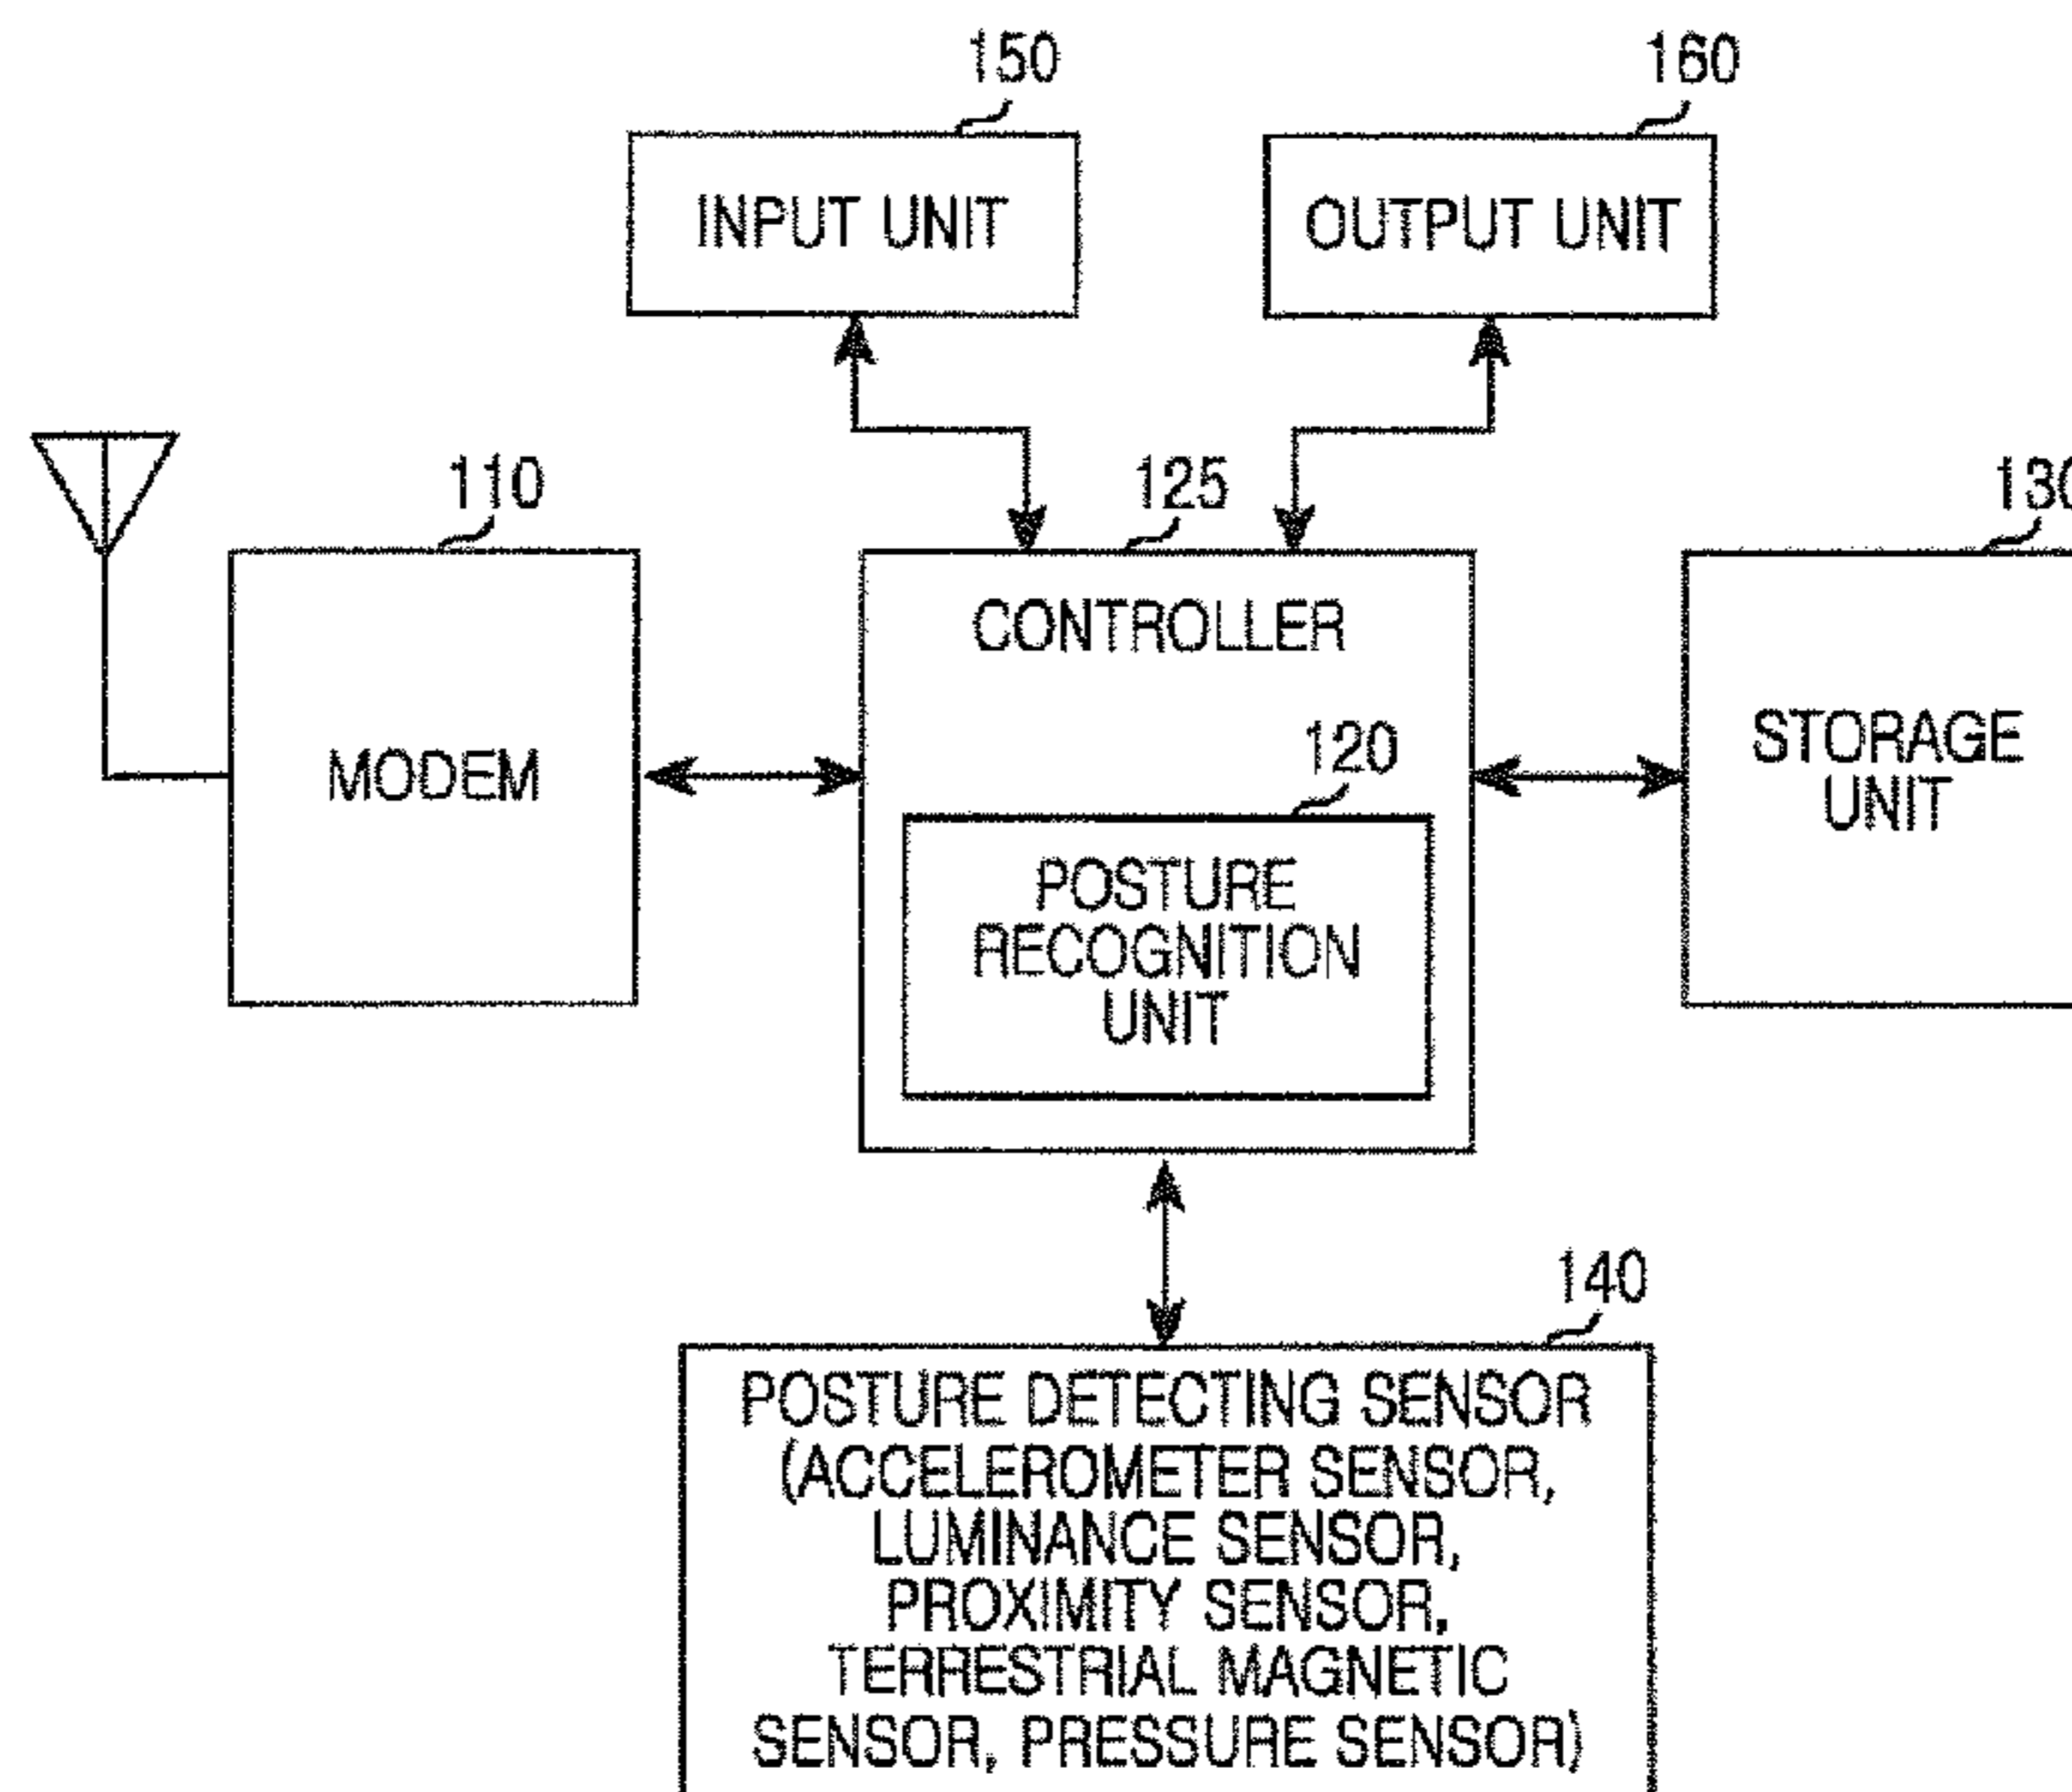 150
160
INPUT UNIT
OUTPUT UNIT
110
125
130
CONTROLLER
MODEM
120
STORAGE
UNIT
POSTURE
RECOGNITION
UNIT
140
POSTURE DETECTING SENSOR
(ACCELEROMETER SENSOR,
LUMINANCE SENSOR,
PROXIMITY SENSOR,
TERRESTRIAL MAGNETIC
SENSOR, PRESSURE SENSOR)